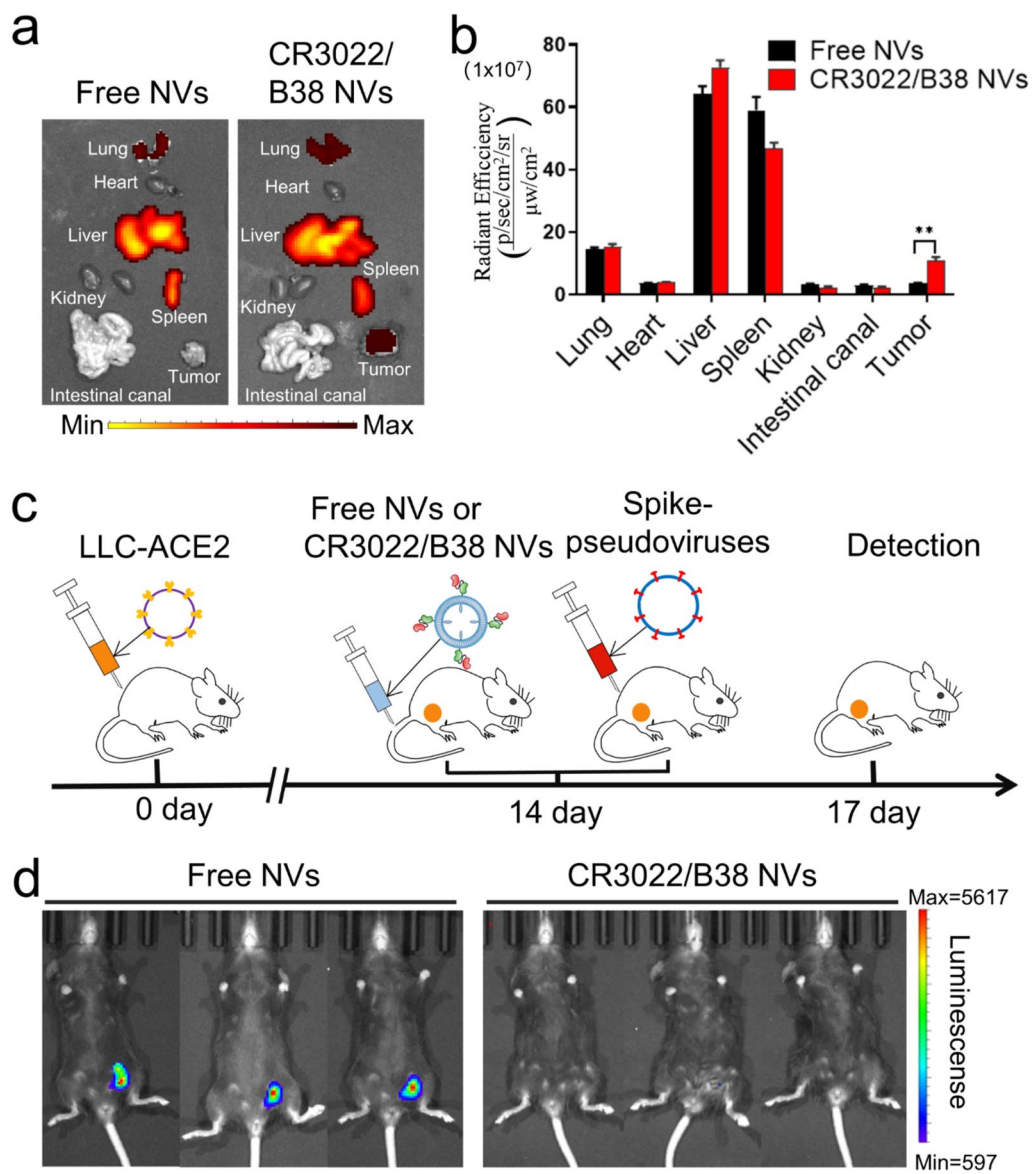 a
Free NVs
CR3022/
B38 NVs
Lung
Heart
Liver
Kidney
Spleen
Tumor
Intestinal canal
Lung
Heart
Liver
Spleen
Kidney
Tumor
Intestinal canal
Min
Max
b
(1x10⁷)
Radiant Efficciency
(p/sec/cm²/sr
μw/cm²)
80
60
40
20
0
Free NVs
CR3022/B38 NVs
**
Lung
Heart
Liver
Spleen
Kidney
Intestinal canal
Tumor
c
LLC-ACE2
Free NVs or
CR3022/B38 NVs
Spike-
pseudoviruses
Detection
0 day
14 day
17 day
d
Free NVs
CR3022/B38 NVs
Max=5617
Luminescense
Min=597